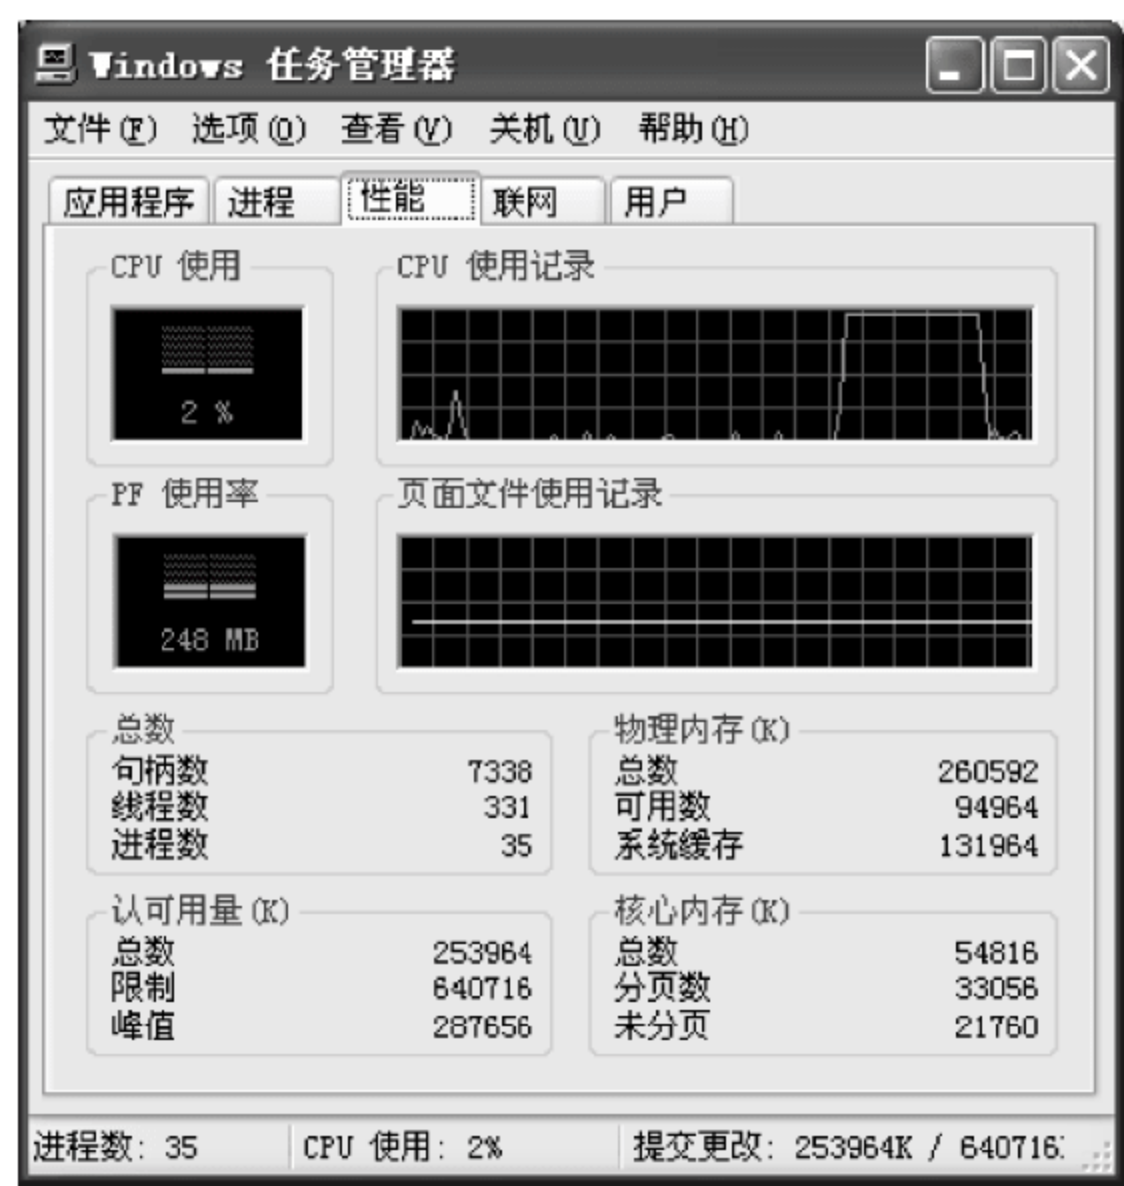 Windows 任务管理器
文件(F) 选项(O) 查看(V) 关机(U) 帮助(H)
应用程序 进程 性能 联网 用户
CPU 使用 CPU 使用记录
2 %
PF 使用率 页面文件使用记录
248 MB
总数 物理内存(K)
句柄数 7338 总数 260592
线程数 331 可用数 94964
进程数 35 系统缓存 131964
认可用量(K) 核心内存(K)
总数 253964 总数 54816
限制 640716 分页数 33056
峰值 287656 未分页 21760
进程数: 35 CPU 使用: 2% 提交更改: 253964K / 640716